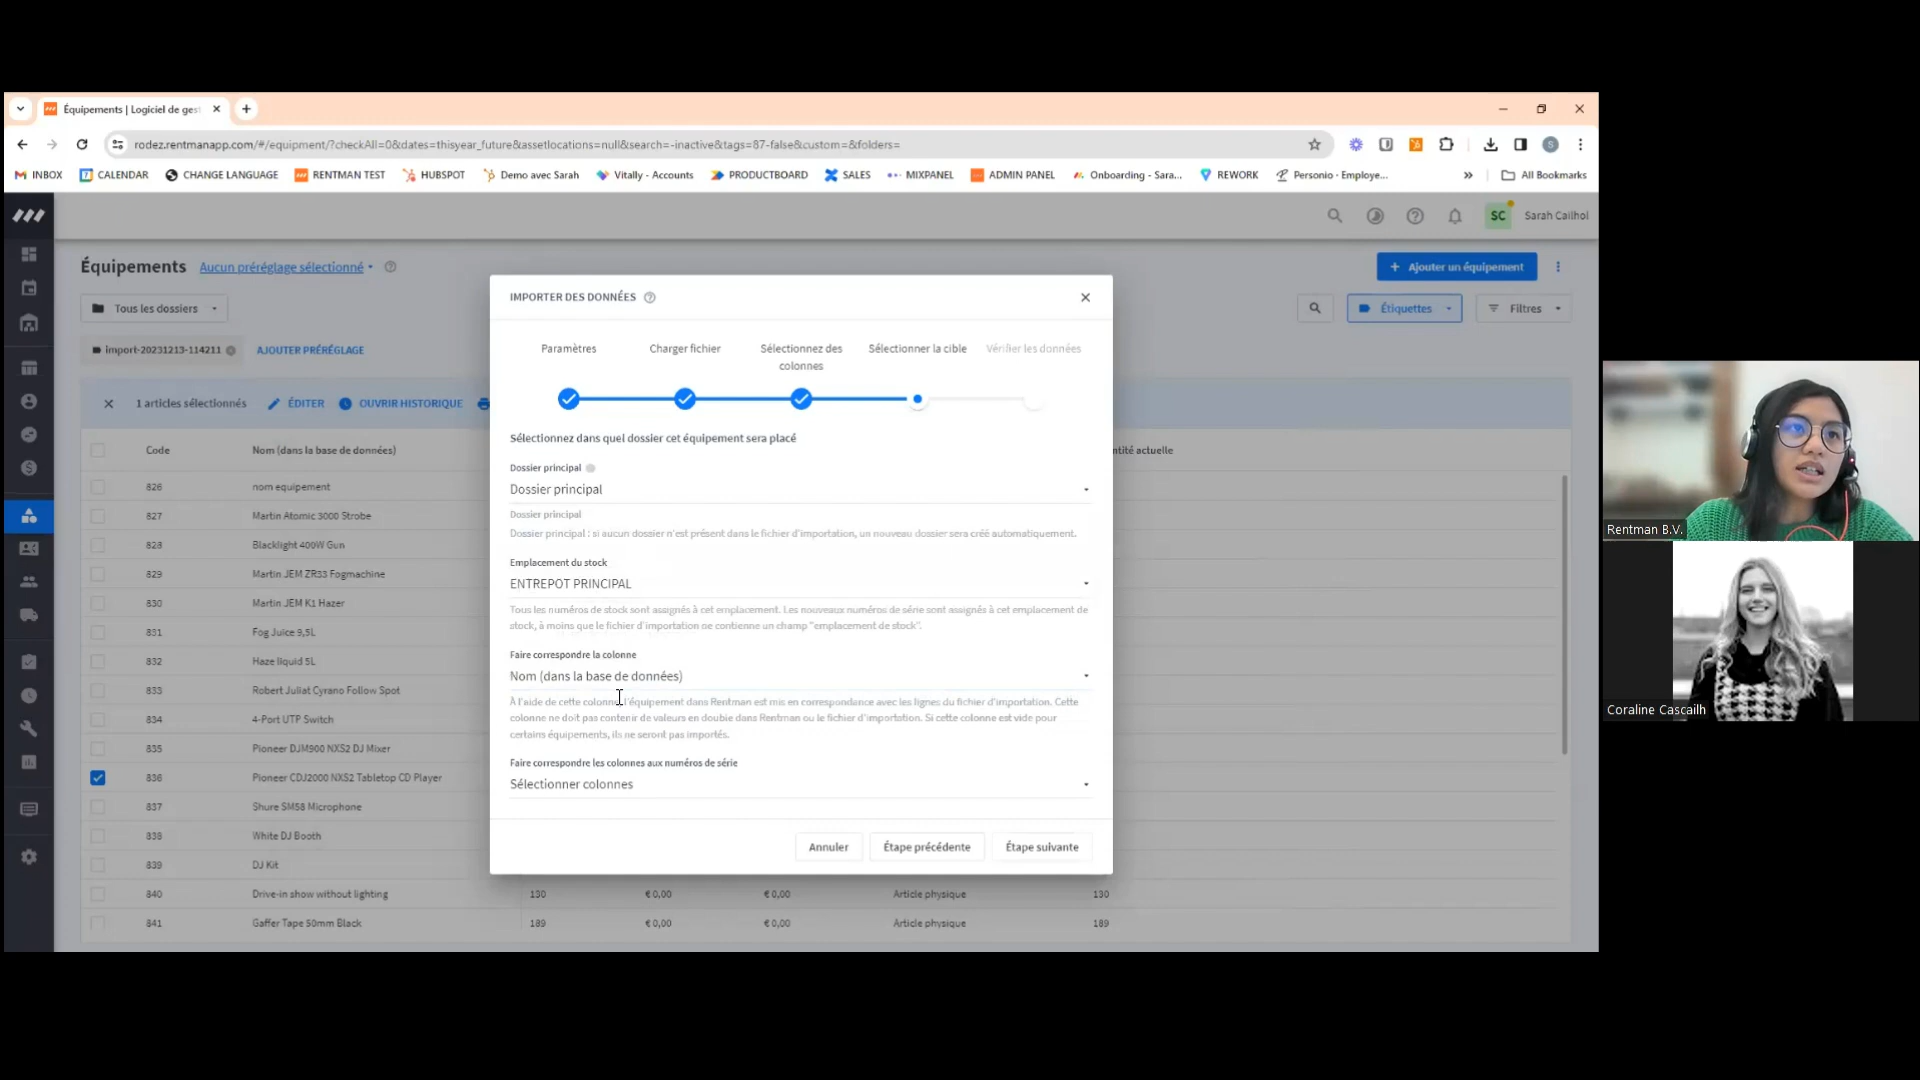 Équipements | Logiciel de ges
rodez.rentmanapp.com/#/equipment/?checkAll=0&dates=thisyear_future&assetlocations=null&search=-inactive&tags=87-false&custom=&folders=
S
INBOX
7
CALENDAR
CHANGE LANGUAGE
RENTMAN TEST
HUBSPOT
Demo avec Sarah
Vitally - Accounts
PRODUCTBOARD
SALES
MIXPANEL
ADMIN PANEL
Onboarding - Sara...
REWORK
Personio - Employe...
»
All Bookmarks
SC
Sarah Cailhol
Équipements
Aucun préréglage sélectionné
+ Ajouter un équipement
Tous les dossiers
Étiquettes
Filtres
import-20231213-114211
AJOUTER PRÉRÉGLAGE
1 articles sélectionnés
ÉDITER
OUVRIR HISTORIQUE
Code
Nom (dans la base de données)
ntité actuelle
826 nom equipement
827 Martin Atomic 3000 Strobe
828 Blacklight 400W Gun
829 Martin JEM ZR33 Fogmachine
830 Martin JEM K1 Hazer
831 Fog Juice 9,5L
832 Haze liquid 5L
833 Robert Juliat Cyrano Follow Spot
834 4-Port UTP Switch
835 Pioneer DJM900 NXS2 DJ Mixer
836 Pioneer CDJ2000 NXS2 Tabletop CD Player
837 Shure SM58 Microphone
838 White DJ Booth
839 DJ Kit
840 Drive-in show without lighting 130 € 0,00 € 0,00 Article physique 130
841 Gaffer Tape 50mm Black 189 € 0,00 € 0,00 Article physique 189
IMPORTER DES DONNÉES
Paramètres
Charger fichier
Sélectionnez des
colonnes
Sélectionner la cible
Vérifier les données
Sélectionnez dans quel dossier cet équipement sera placé
Dossier principal
Dossier principal
Dossier principal
Dossier principal : si aucun dossier n'est présent dans le fichier d'importation, un nouveau dossier sera créé automatiquement.
Emplacement du stock
ENTREPOT PRINCIPAL
Tous les numéros de stock sont assignés à cet emplacement. Les nouveaux numéros de série sont assignés à cet emplacement de
stock, à moins que le fichier d'importation ne contienne un champ "emplacement de stock".
Faire correspondre la colonne
Nom (dans la base de données)
À l'aide de cette colonne, l'équipement dans Rentman est mis en correspondance avec les lignes du fichier d'importation. Cette
colonne ne doit pas contenir de valeurs en double dans Rentman ou le fichier d'importation. Si cette colonne est vide pour
certains équipements, ils ne seront pas importés.
Faire correspondre les colonnes aux numéros de série
Sélectionner colonnes
Annuler
Étape précédente
Étape suivante
Rentman B.V.
Coraline Cascailh